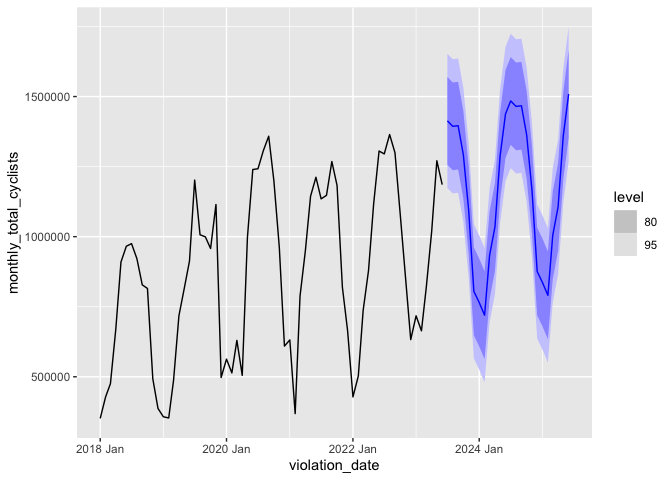 1500000
1000000
500000
monthly_total_cyclists
2018 Jan
2020 Jan
2022 Jan
2024 Jan
violation_date
level
80
95